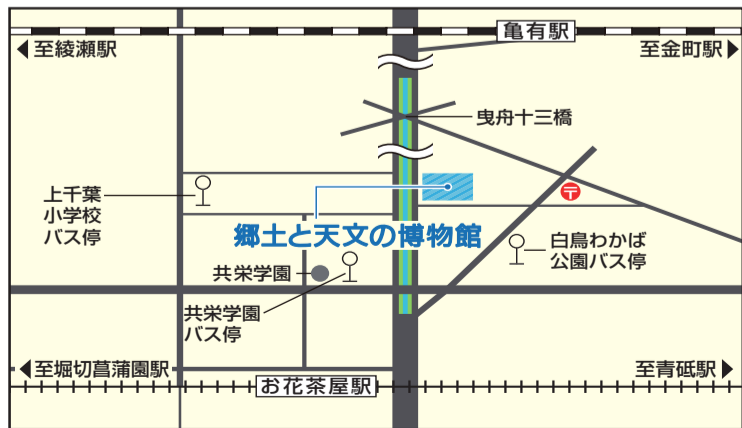 亀有駅
至綾瀬駅
至金町駅
曳舟十三橋
〒
上千葉
小学校
バス停
郷土と天文の博物館
白鳥わかば
公園バス停
共栄学園
共栄学園
バス停
至堀切菖蒲園駅
至青砥駅
お花茶屋駅